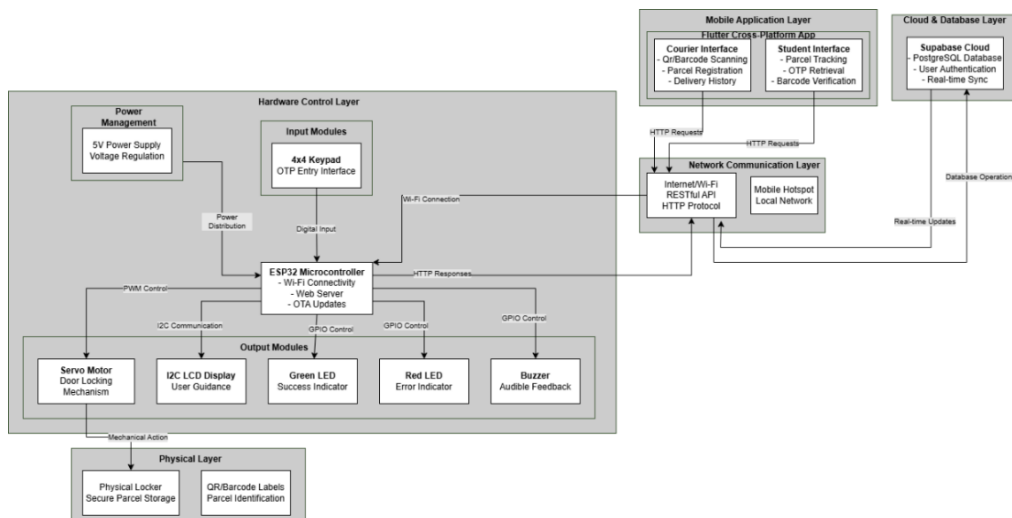 Mobile Application Layer
Flutter Cross-Platform App
Courier Interface
- Qr/Barcode Scanning
- Parcel Registration
- Delivery History
Student Interface
- Parcel Tracking
- OTP Retrieval
- Barcode Verification
Cloud & Database Layer
Supabase Cloud
- PostgreSQL Database
- User Authentication
- Real-time Sync
Hardware Control Layer
Power
Management
5V Power Supply
Voltage Regulation
Input Modules
4x4 Keypad
OTP Entry Interface
HTTP Requests
HTTP Requests
Network Communication Layer
Internet/Wi-Fi
RESTful API
HTTP Protocol
Mobile Hotspot
Local Network
Database Operation
Wi-Fi Connection
Real-time Updates
Power
Distribution
Digital Input
ESP32 Microcontroller
- Wi-Fi Connectivity
- Web Server
- OTA Updates
HTTP Responses
PWM Control
I2C Communication
GPIO Control
GPIO Control
GPIO Control
Output Modules
Servo Motor
Door Locking
Mechanism
I2C LCD Display
User Guidance
Green LED
Success Indicator
Red LED
Error Indicator
Buzzer
Audible Feedback
Mechanical Action
Physical Layer
Physical Locker
Secure Parcel Storage
QR/Barcode Labels
Parcel Identification